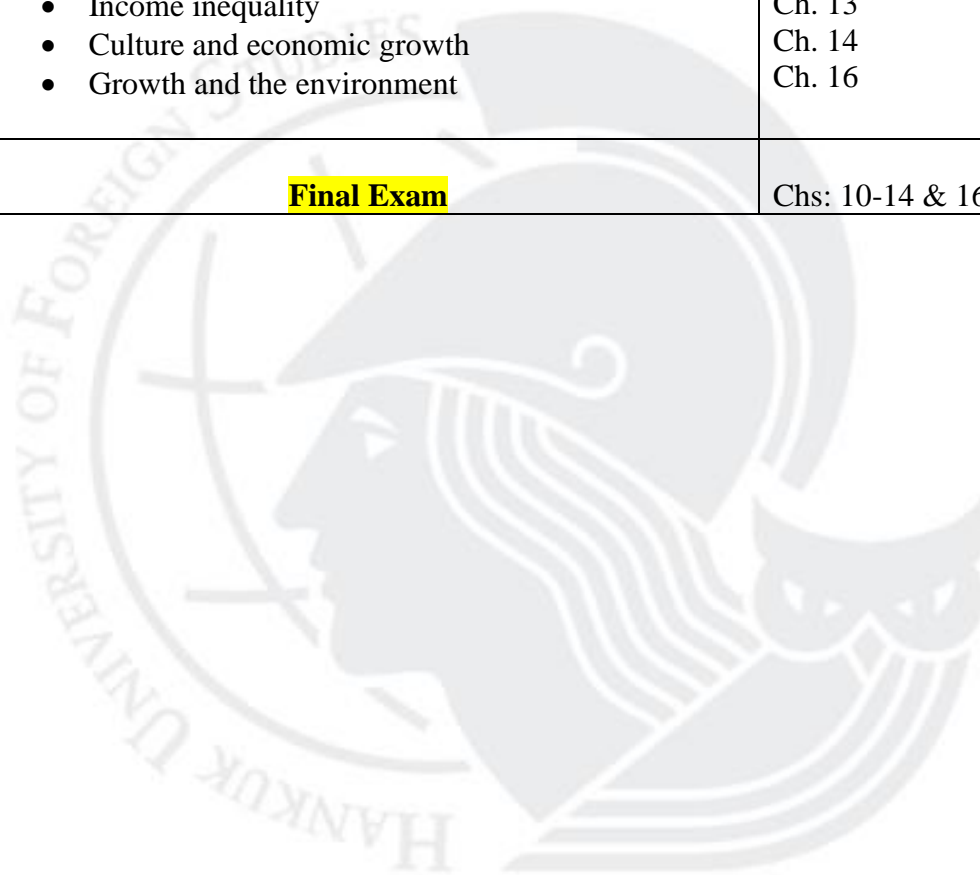 • Income inequality Ch. 13
• Culture and economic growth Ch. 14
• Growth and the environment Ch. 16
Final Exam Chs: 10-14 & 16
HANKUK UNIVERSITY OF FOREIGN STUDIES